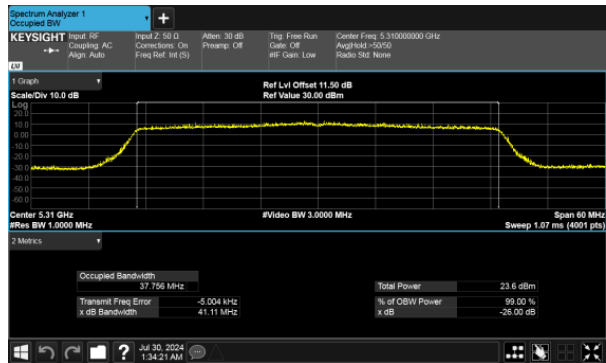 Spectrum Analyzer 1
Occupied BW
+
KEYSIGHT Input: RF Input Z: 50 Ω Atten: 30 dB Trig: Free Run Center Freq: 5.310000000 GHz
Coupling: AC Corrections: On Preamp: Off Gate: Off Avg|Hold:>50/50
Align: Auto Freq Ref: Int (S) #IF Gain: Low Radio Std: None
LXI
1 Graph
Scale/Div 10.0 dB Ref Lvl Offset 11.50 dB
Ref Value 30.00 dBm
Log
20.0
10.0
0.00
-10.0
-20.0
-30.0
-40.0
-50.0
-60.0
Center 5.31 GHz #Video BW 3.0000 MHz Span 60 MHz
#Res BW 1.0000 MHz Sweep 1.07 ms (4001 pts)
2 Metrics
Occupied Bandwidth
37.756 MHz Total Power 23.6 dBm
Transmit Freq Error -5.004 kHz % of OBW Power 99.00 %
x dB Bandwidth 41.11 MHz x dB -26.00 dB
? Jul 30, 2024
1:34:21 AM